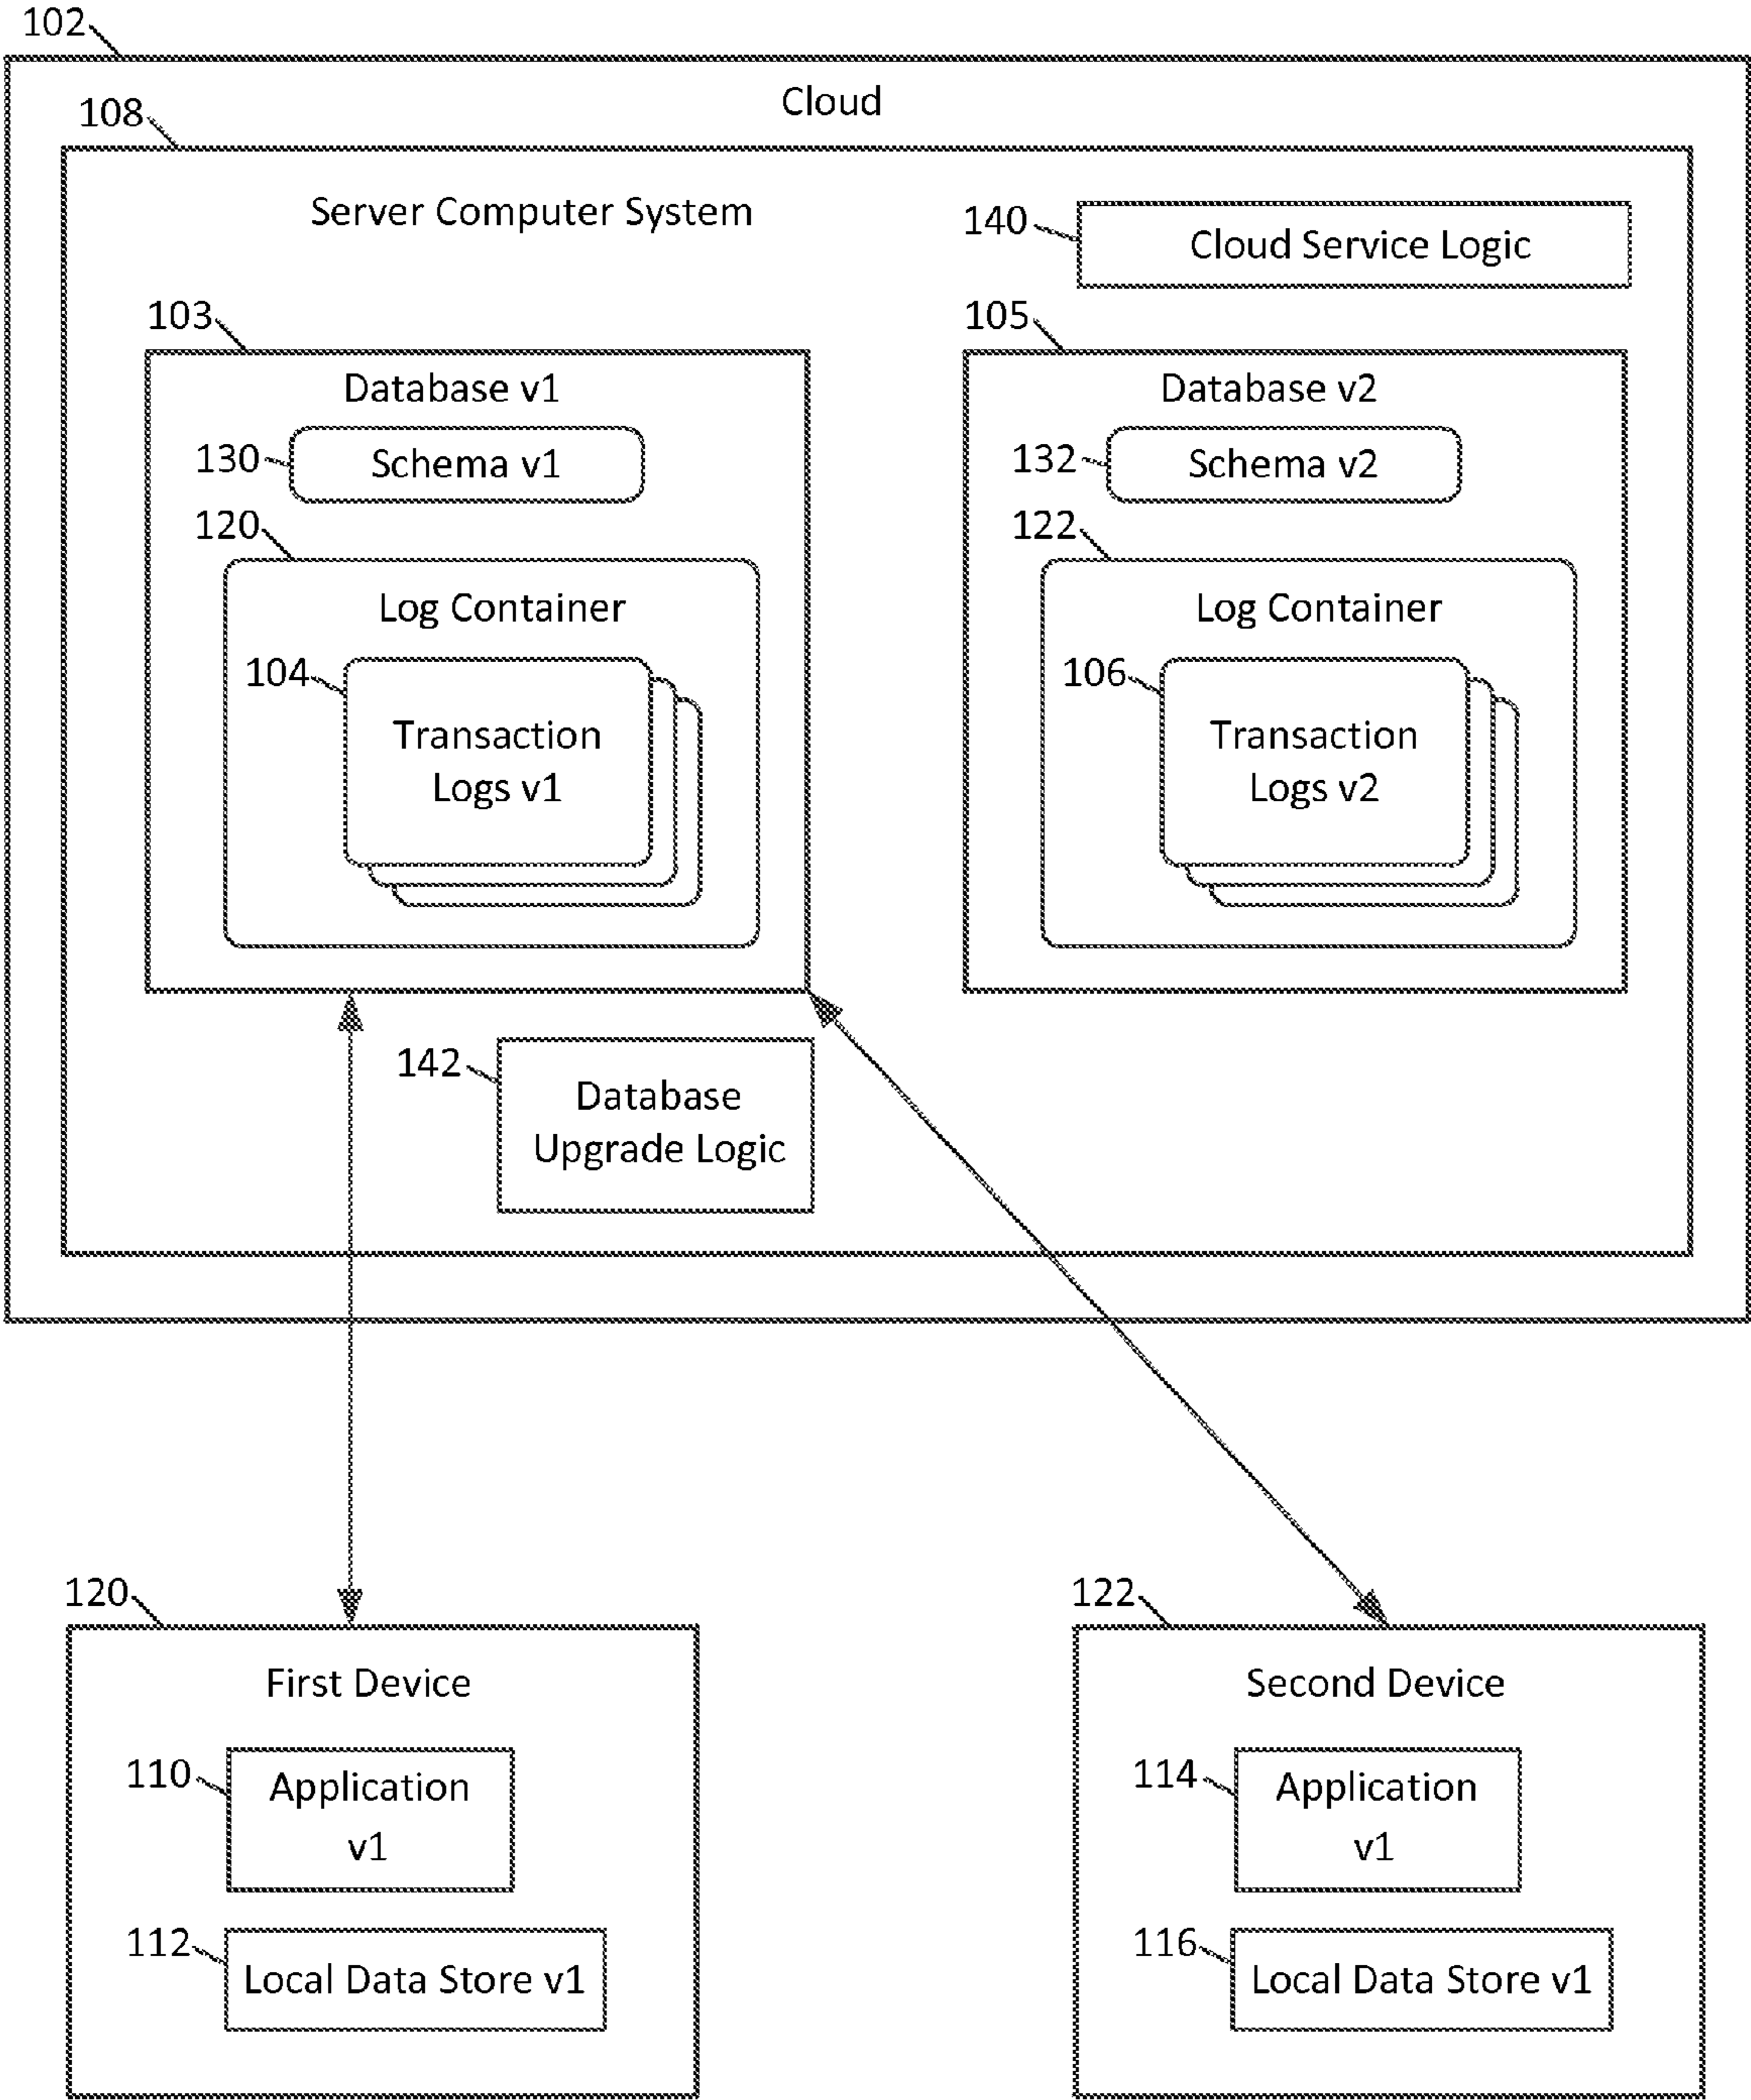 102
Cloud
108
Server Computer System
140
Cloud Service Logic
103
Database v1
130
Schema v1
120
Log Container
104
Transaction
Logs v1
105
Database v2
132
Schema v2
122
Log Container
106
Transaction
Logs v2
142
Database
Upgrade Logic
120
First Device
110
Application
v1
112
Local Data Store v1
122
Second Device
114
Application
v1
116
Local Data Store v1